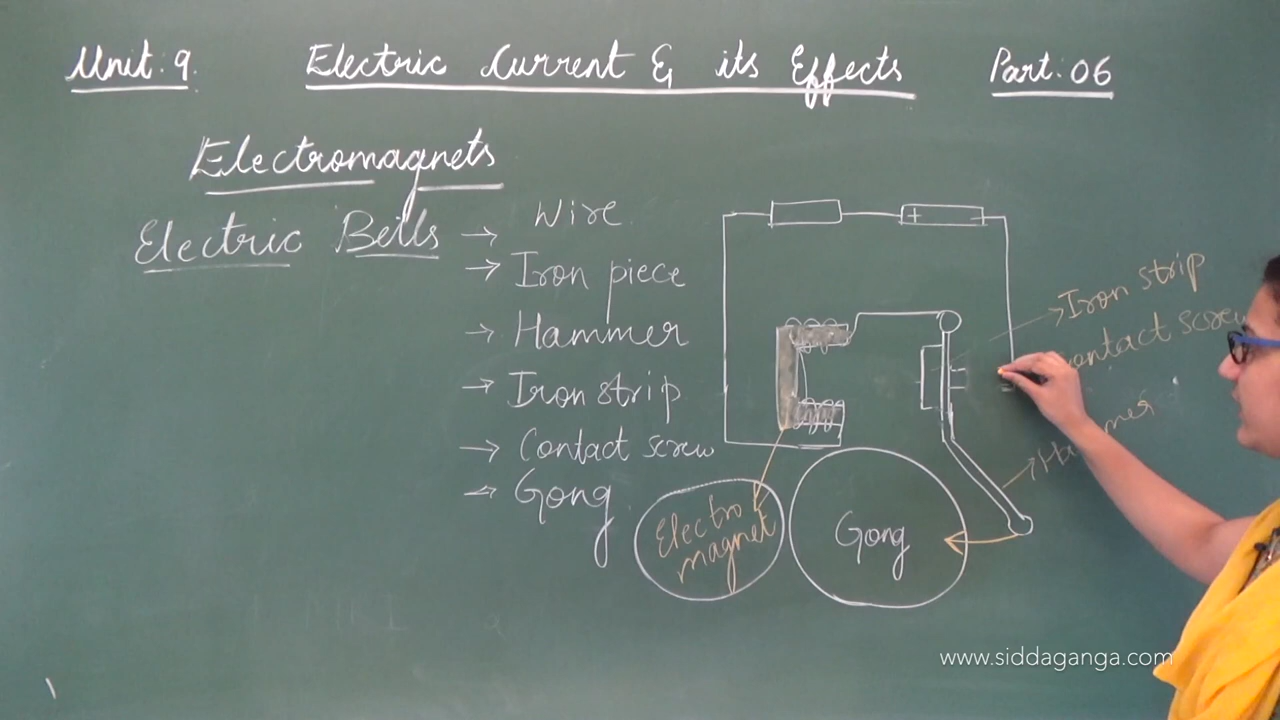 Unit: 9. Electric Current & its Effects Part: 06
Electromagnets
Electric Bells → Wire
→ Iron piece
→ Hammer
→ Iron strip
→ Contact screw
→ Gong
+ -
Iron strip
contact screw
Electro
magnet
Gong
www.siddaganga.com